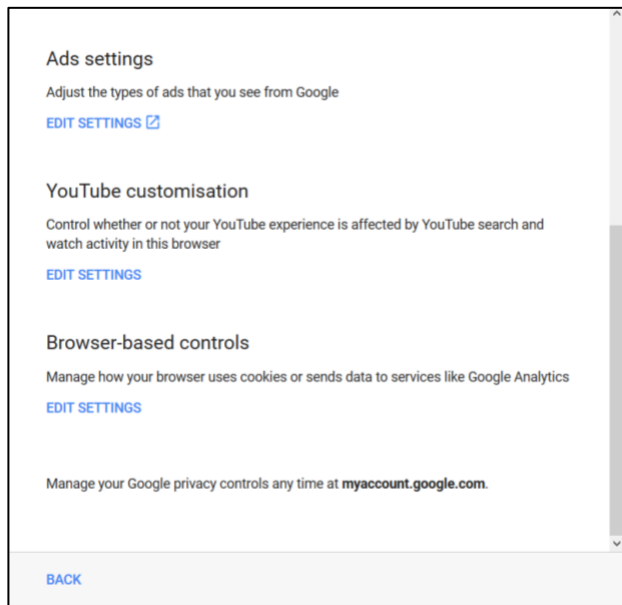 Ads settings
Adjust the types of ads that you see from Google
EDIT SETTINGS
YouTube customisation
Control whether or not your YouTube experience is affected by YouTube search and
watch activity in this browser
EDIT SETTINGS
Browser-based controls
Manage how your browser uses cookies or sends data to services like Google Analytics
EDIT SETTINGS
Manage your Google privacy controls any time at myaccount.google.com.
BACK